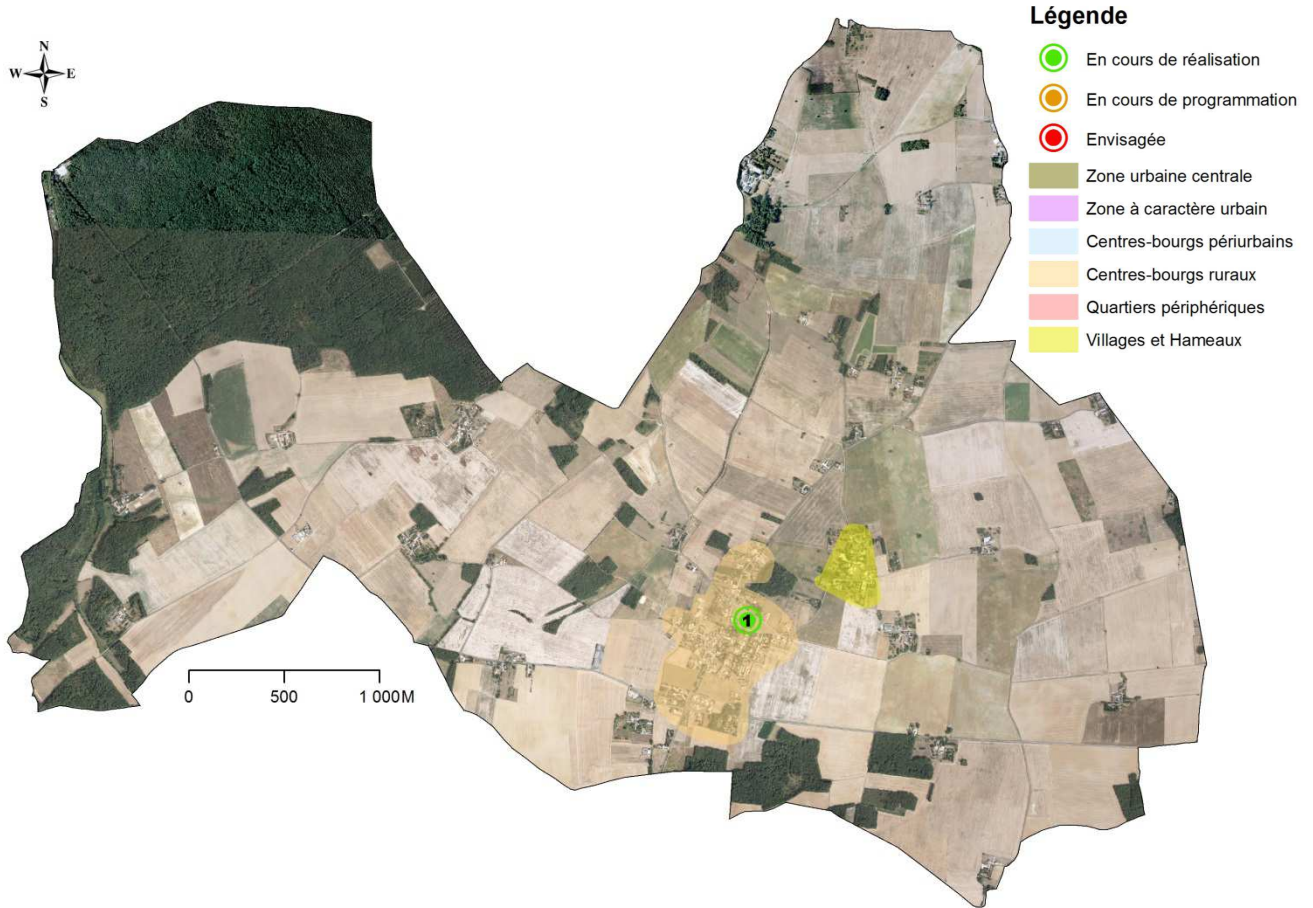 Légende
N
W E
S
En cours de réalisation
En cours de programmation
Envisagée
Zone urbaine centrale
Zone à caractère urbain
Centres-bourgs périurbains
Centres-bourgs ruraux
Quartiers périphériques
Villages et Hameaux
1
0 500 1 000M